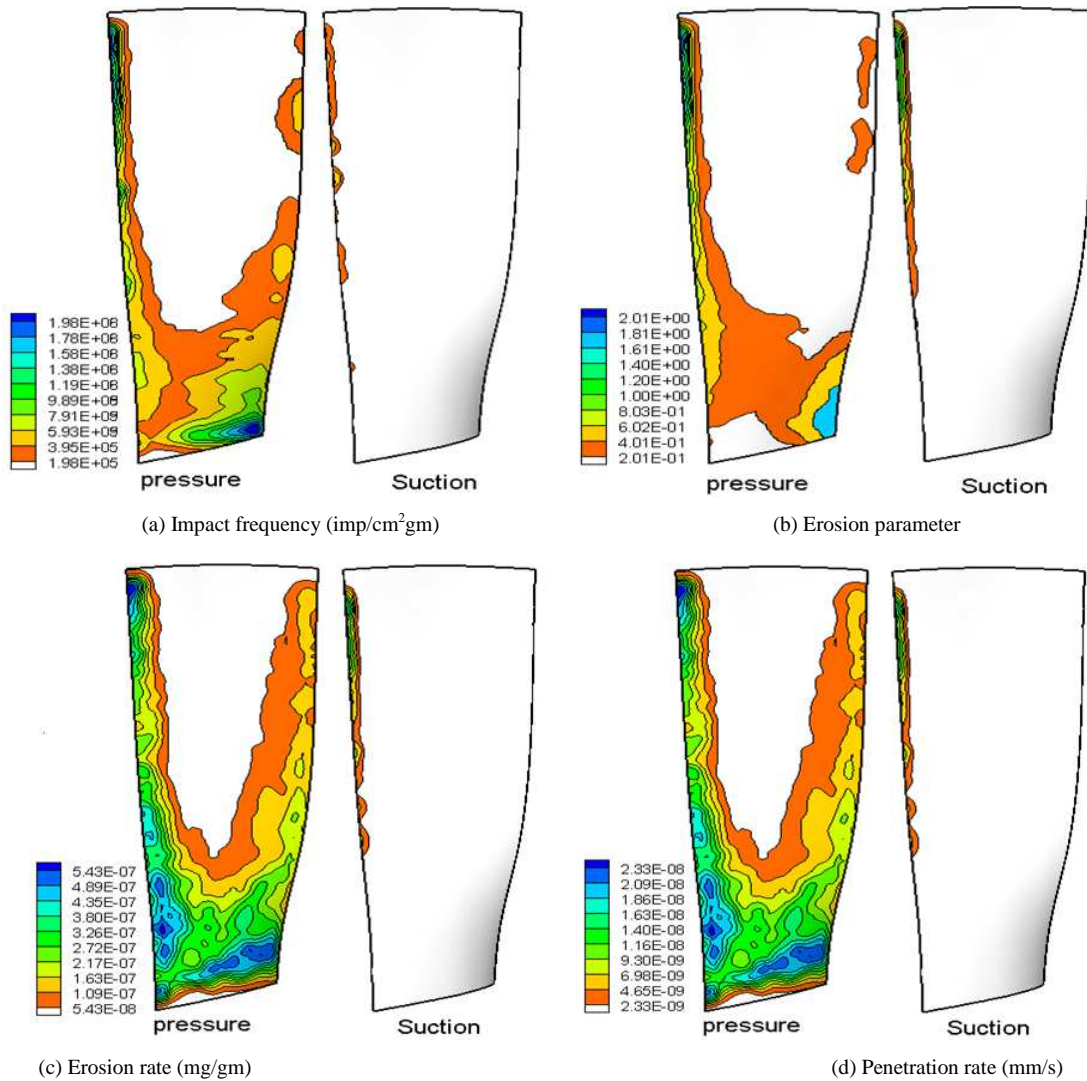 1.98E+06
1.78E+06
1.58E+06
1.38E+06
1.19E+06
9.89E+05
7.91E+05
5.93E+05
3.95E+05
1.98E+05
pressure
Suction
(a) Impact frequency (imp/cm²gm)
2.01E+00
1.81E+00
1.61E+00
1.40E+00
1.20E+00
1.00E+00
8.03E-01
6.02E-01
4.01E-01
2.01E-01
pressure
Suction
(b) Erosion parameter
5.43E-07
4.89E-07
4.35E-07
3.80E-07
3.26E-07
2.72E-07
2.17E-07
1.63E-07
1.09E-07
5.43E-08
pressure
Suction
(c) Erosion rate (mg/gm)
2.33E-08
2.09E-08
1.86E-08
1.63E-08
1.40E-08
1.16E-08
9.30E-09
6.98E-09
4.65E-09
2.33E-09
pressure
Suction
(d) Penetration rate (mm/s)